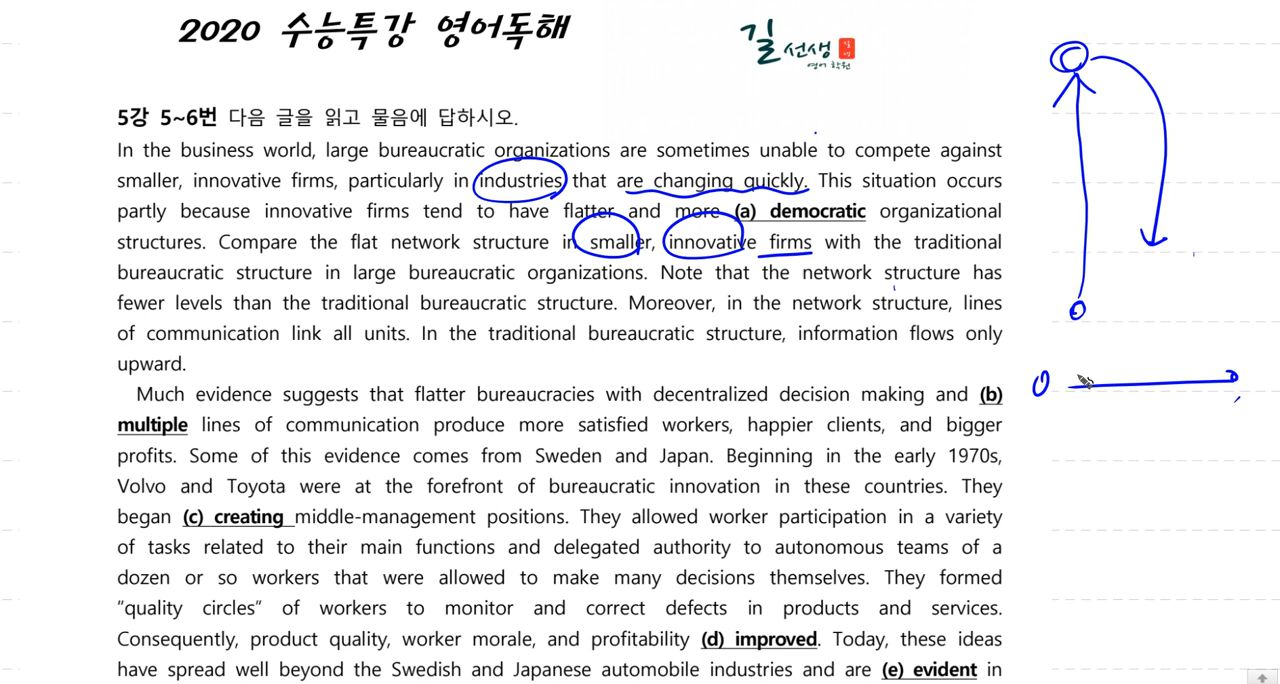 2020 수능특강 영어독해
길선생
영어학원
5강 5~6번 다음 글을 읽고 물음에 답하시오.
In the business world, large bureaucratic organizations are sometimes unable to compete against
smaller, innovative firms, particularly in industries that are changing quickly. This situation occurs
partly because innovative firms tend to have flatter and more (a) democratic organizational
structures. Compare the flat network structure in smaller, innovative firms with the traditional
bureaucratic structure in large bureaucratic organizations. Note that the network structure has
fewer levels than the traditional bureaucratic structure. Moreover, in the network structure, lines
of communication link all units. In the traditional bureaucratic structure, information flows only
upward.
Much evidence suggests that flatter bureaucracies with decentralized decision making and (b)
multiple lines of communication produce more satisfied workers, happier clients, and bigger
profits. Some of this evidence comes from Sweden and Japan. Beginning in the early 1970s,
Volvo and Toyota were at the forefront of bureaucratic innovation in these countries. They
began (c) creating middle-management positions. They allowed worker participation in a variety
of tasks related to their main functions and delegated authority to autonomous teams of a
dozen or so workers that were allowed to make many decisions themselves. They formed
"quality circles" of workers to monitor and correct defects in products and services.
Consequently, product quality, worker morale, and profitability (d) improved. Today, these ideas
have spread well beyond the Swedish and Japanese automobile industries and are (e) evident in